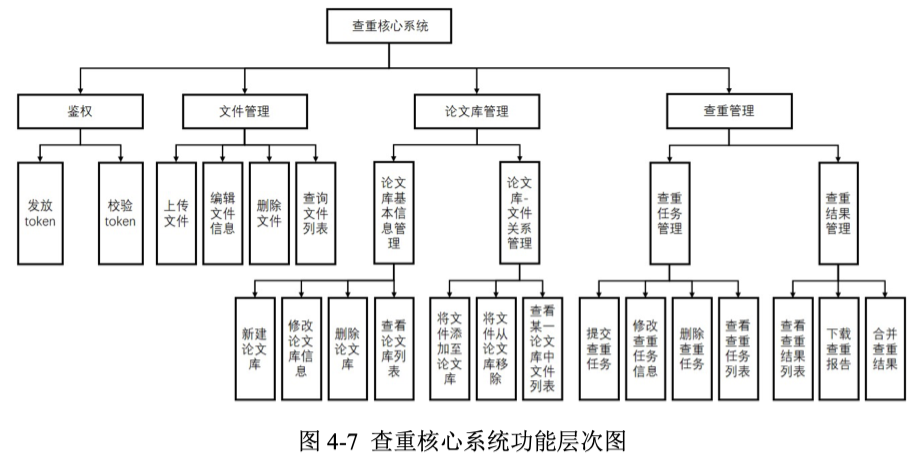 查重核心系统
鉴权
文件管理
论文库管理
查重管理
发放
token
校验
token
上传
文件
编辑
文件
信息
删除
文件
查询
文件
列表
论文
库基
本信
息管
理
论文
库-
文件
关系
管理
查重
任务
管理
查重
结果
管理
新建
论文
库
修改
论文
库信
息
删除
论文
库
查看
论文
库列
表
将文
件添
加至
论文
库
将文
件从
论文
库移
除
查看
某一
论文
库中
文件
列表
提交
查重
任务
修改
查重
任务
信息
删除
查重
任务
查看
查重
任务
列表
查看
查重
结果
列表
下载
查重
报告
合并
查重
结果
图 4-7 查重核心系统功能层次图